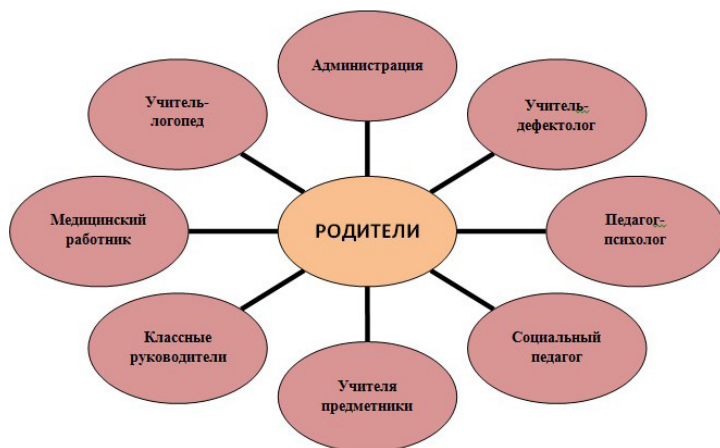 Администрация
Учитель-
логопед
Учитель-
дефектолог
Медицинский
работник
РОДИТЕЛИ
Педагог-
психолог
Классные
руководители
Социальный
педагог
Учителя
предметники